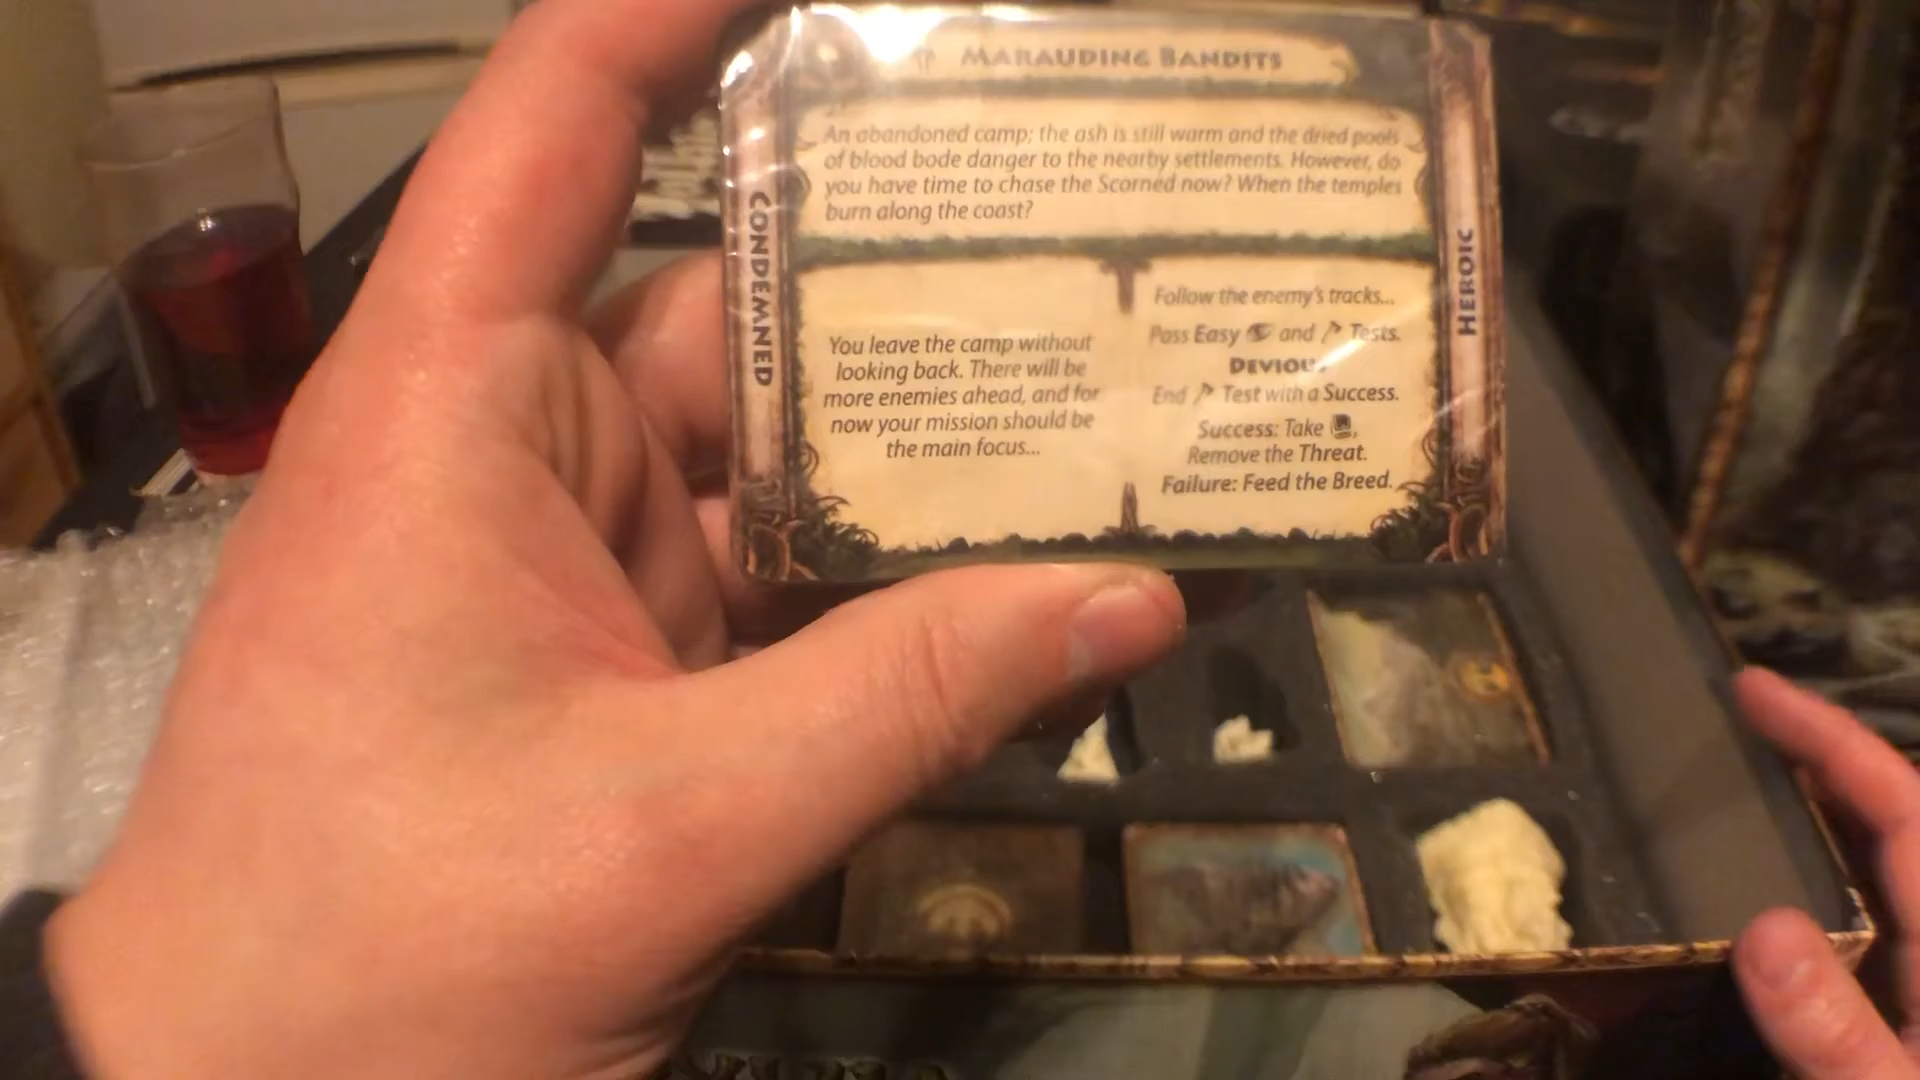 MARAUDING BANDITS
An abandoned camp; the ash is still warm and the dried pools
of blood bode danger to the nearby settlements. However, do
you have time to chase the Scorned now? When the temples
burn along the coast?
CONDEMNED
You leave the camp without
looking back. There will be
more enemies ahead, and for
now your mission should be
the main focus...
HEROIC
Follow the enemy's tracks...
Pass Easy and Tests.
DEVIOUS
End Test with a Success.
Success: Take ,
Remove the Threat.
Failure: Feed the Breed.